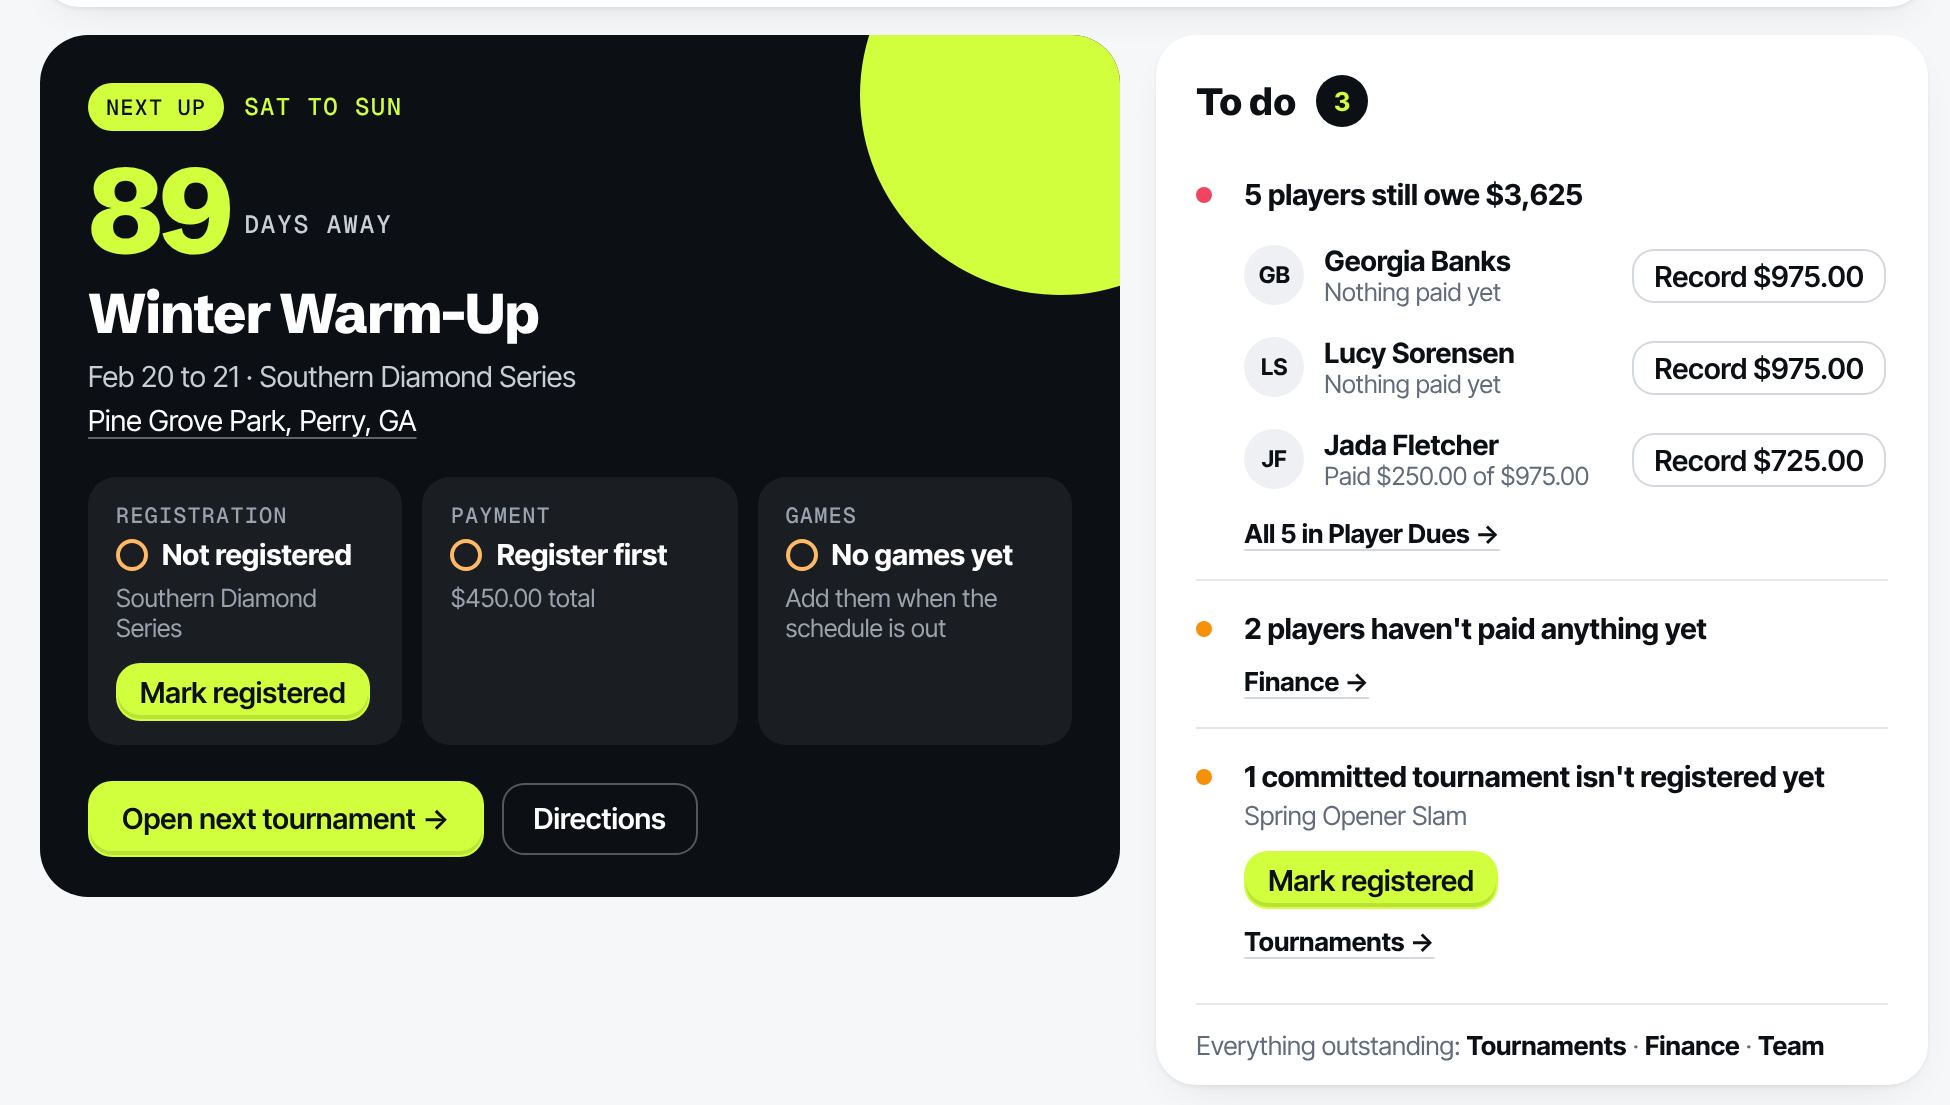 NEXT UP SAT TO SUN
89 DAYS AWAY
Winter Warm-Up
Feb 20 to 21 · Southern Diamond Series
Pine Grove Park, Perry, GA
REGISTRATION
Not registered
Southern Diamond
Series
Mark registered
PAYMENT
Register first
$450.00 total
GAMES
No games yet
Add them when the
schedule is out
Open next tournament →
Directions
To do 3
5 players still owe $3,625
GB
Georgia Banks
Nothing paid yet
Record $975.00
LS
Lucy Sorensen
Nothing paid yet
Record $975.00
JF
Jada Fletcher
Paid $250.00 of $975.00
Record $725.00
All 5 in Player Dues →
2 players haven't paid anything yet
Finance →
1 committed tournament isn't registered yet
Spring Opener Slam
Mark registered
Tournaments →
Everything outstanding: Tournaments · Finance · Team